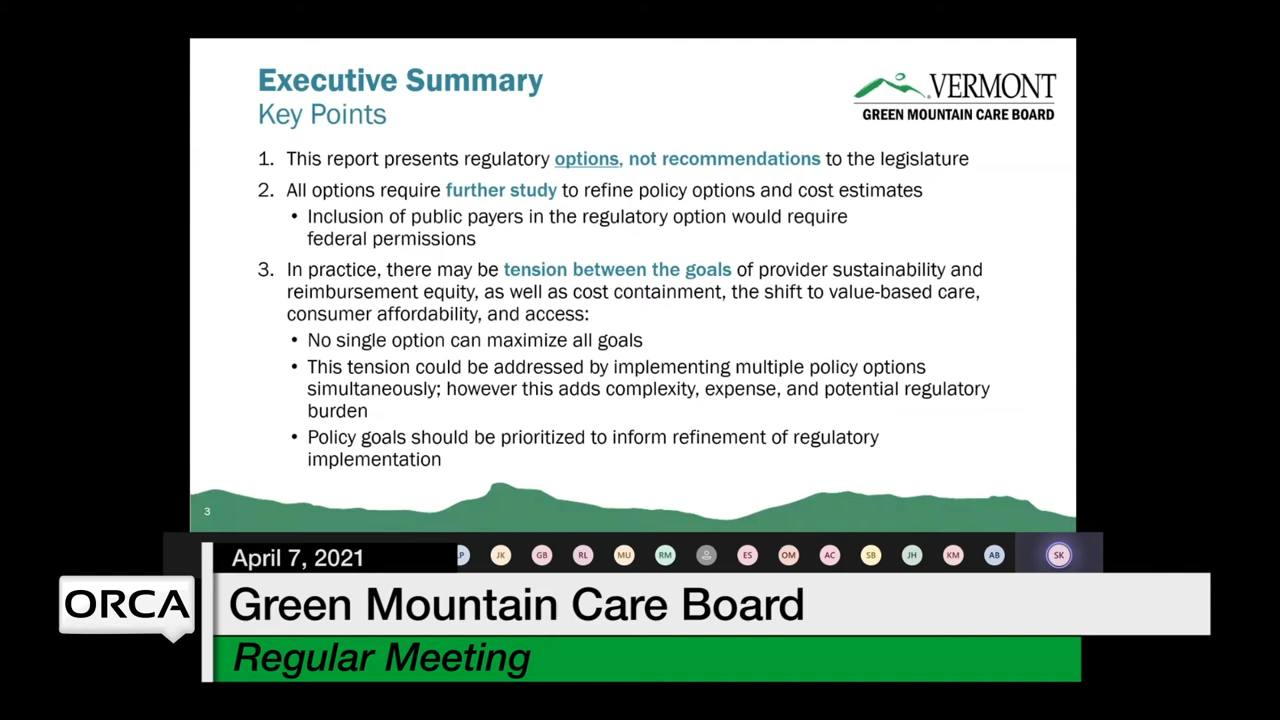 Executive Summary
Key Points
VERMONT
GREEN MOUNTAIN CARE BOARD
1. This report presents regulatory options, not recommendations to the legislature
2. All options require further study to refine policy options and cost estimates
• Inclusion of public payers in the regulatory option would require
federal permissions
3. In practice, there may be tension between the goals of provider sustainability and
reimbursement equity, as well as cost containment, the shift to value-based care,
consumer affordability, and access:
• No single option can maximize all goals
• This tension could be addressed by implementing multiple policy options
simultaneously; however this adds complexity, expense, and potential regulatory
burden
• Policy goals should be prioritized to inform refinement of regulatory
implementation
3
JK GB RL MU RM ES OM AC SB JH KM AB SK
April 7, 2021
ORCA
Green Mountain Care Board
Regular Meeting